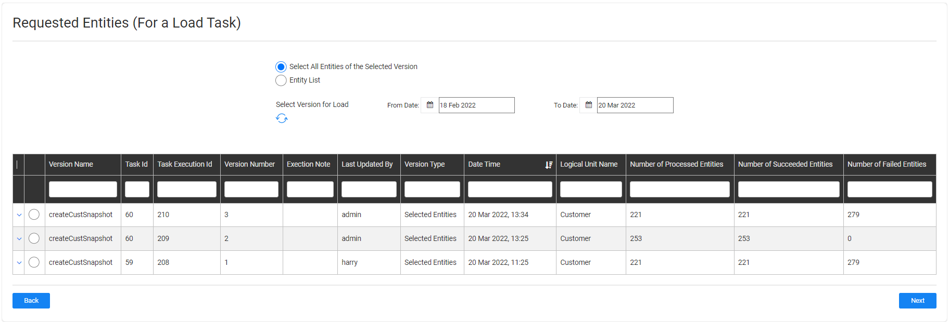 Requested Entities (For a Load Task)
Select All Entities of the Selected Version
Entity List
Select Version for Load From Date: 18 Feb 2022 To Date: 20 Mar 2022
Version Name Task Id Task Execution Id Version Number Exection Note Last Updated By Version Type Date Time Logical Unit Name Number of Processed Entities Number of Succeeded Entities Number of Failed Entities
createCustSnapshot 60 210 3 admin Selected Entities 20 Mar 2022, 13:34 Customer 221 221 279
createCustSnapshot 60 209 2 admin Selected Entities 20 Mar 2022, 13:25 Customer 253 253 0
createCustSnapshot 59 208 1 harry Selected Entities 20 Mar 2022, 11:25 Customer 221 221 279
Back Next